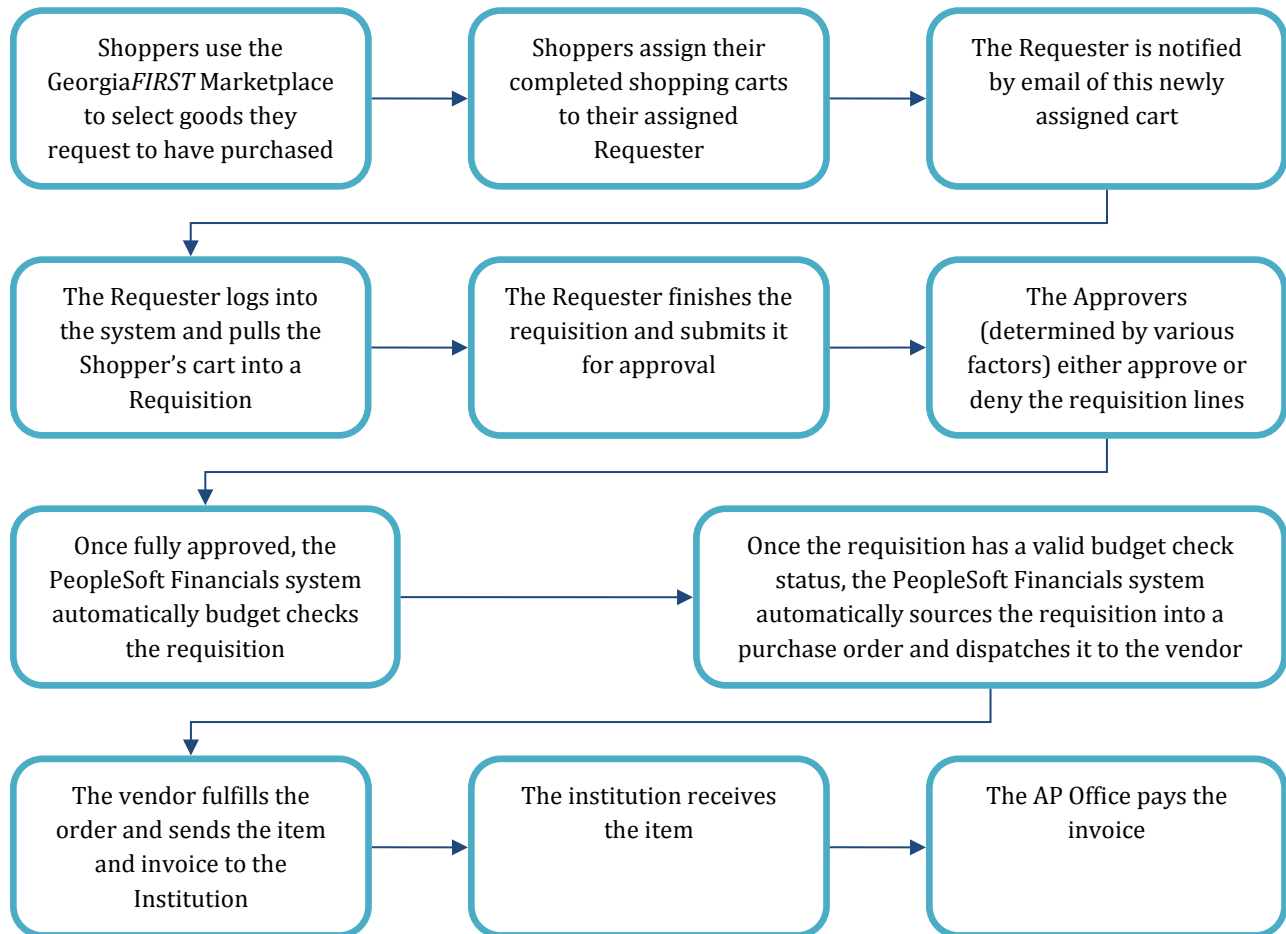 Shoppers use the
GeorgiaFIRST Marketplace
to select goods they
request to have purchased
Shoppers assign their
completed shopping carts
to their assigned
Requester
The Requester is notified
by email of this newly
assigned cart
The Requester logs into
the system and pulls the
Shopper’s cart into a
Requisition
The Requester finishes the
requisition and submits it
for approval
The Approvers
(determined by various
factors) either approve or
deny the requisition lines
Once fully approved, the
PeopleSoft Financials system
automatically budget checks
the requisition
Once the requisition has a valid budget check
status, the PeopleSoft Financials system
automatically sources the requisition into a
purchase order and dispatches it to the vendor
The vendor fulfills the
order and sends the item
and invoice to the
Institution
The institution receives
the item
The AP Office pays the
invoice